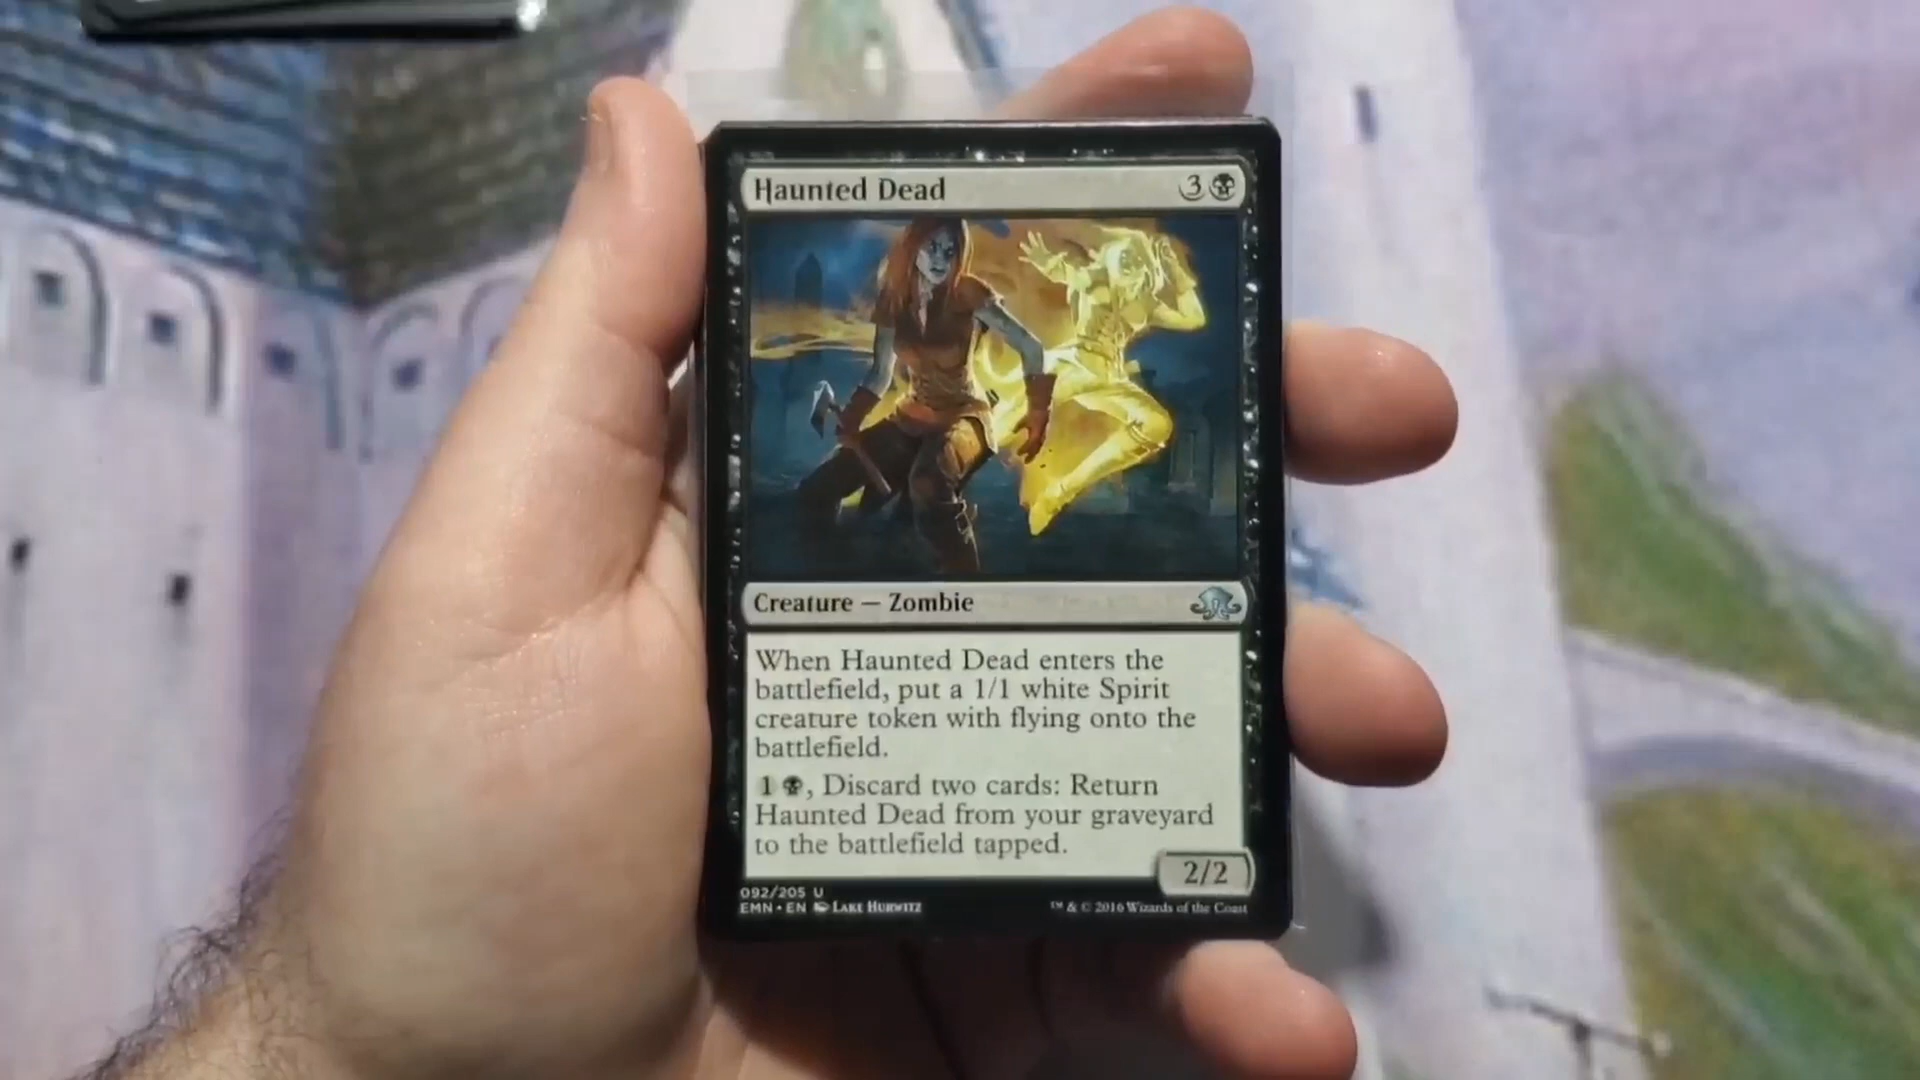 Haunted Dead 3
Creature — Zombie
When Haunted Dead enters the
battlefield, put a 1/1 white Spirit
creature token with flying onto the
battlefield.
1 , Discard two cards: Return
Haunted Dead from your graveyard
to the battlefield tapped.
2/2
092/205 U
EMN • EN Lake Hurwitz
™ & © 2016 Wizards of the Coast